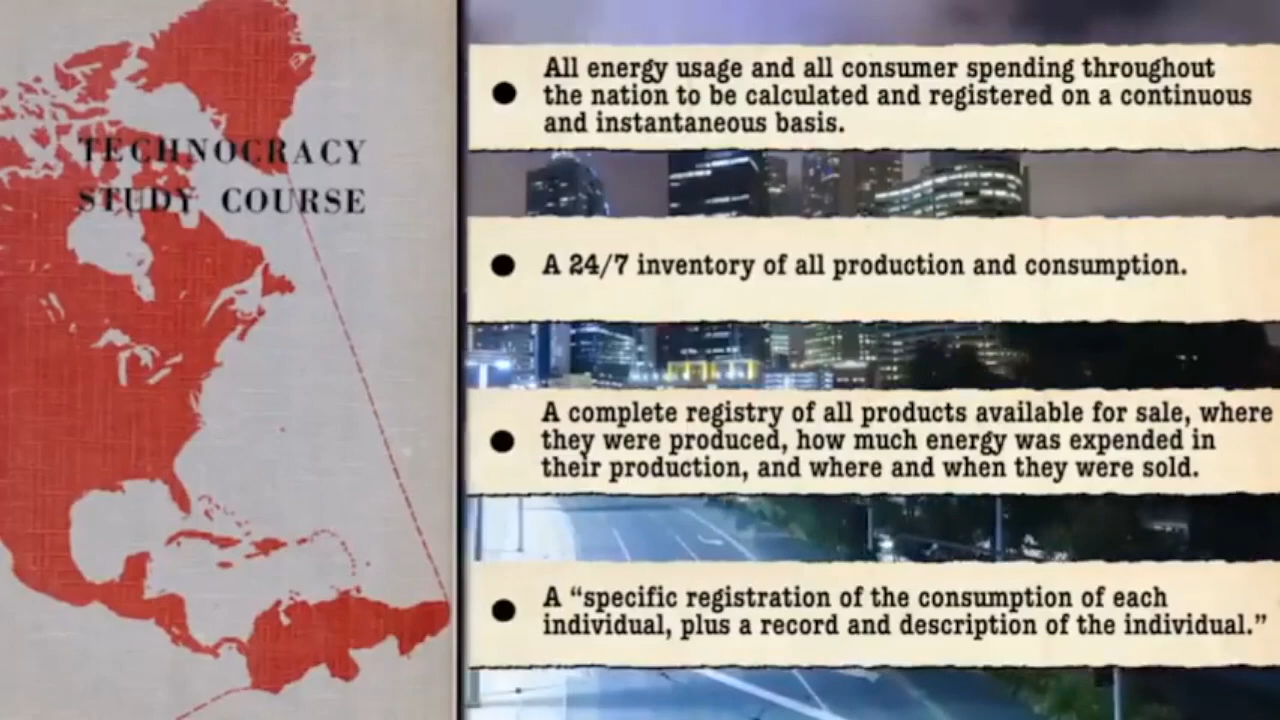 TECHNOCRACY
STUDY COURSE
● All energy usage and all consumer spending throughout
the nation to be calculated and registered on a continuous
and instantaneous basis.
● A 24/7 inventory of all production and consumption.
● A complete registry of all products available for sale, where
they were produced, how much energy was expended in
their production, and where and when they were sold.
● A “specific registration of the consumption of each
individual, plus a record and description of the individual.”